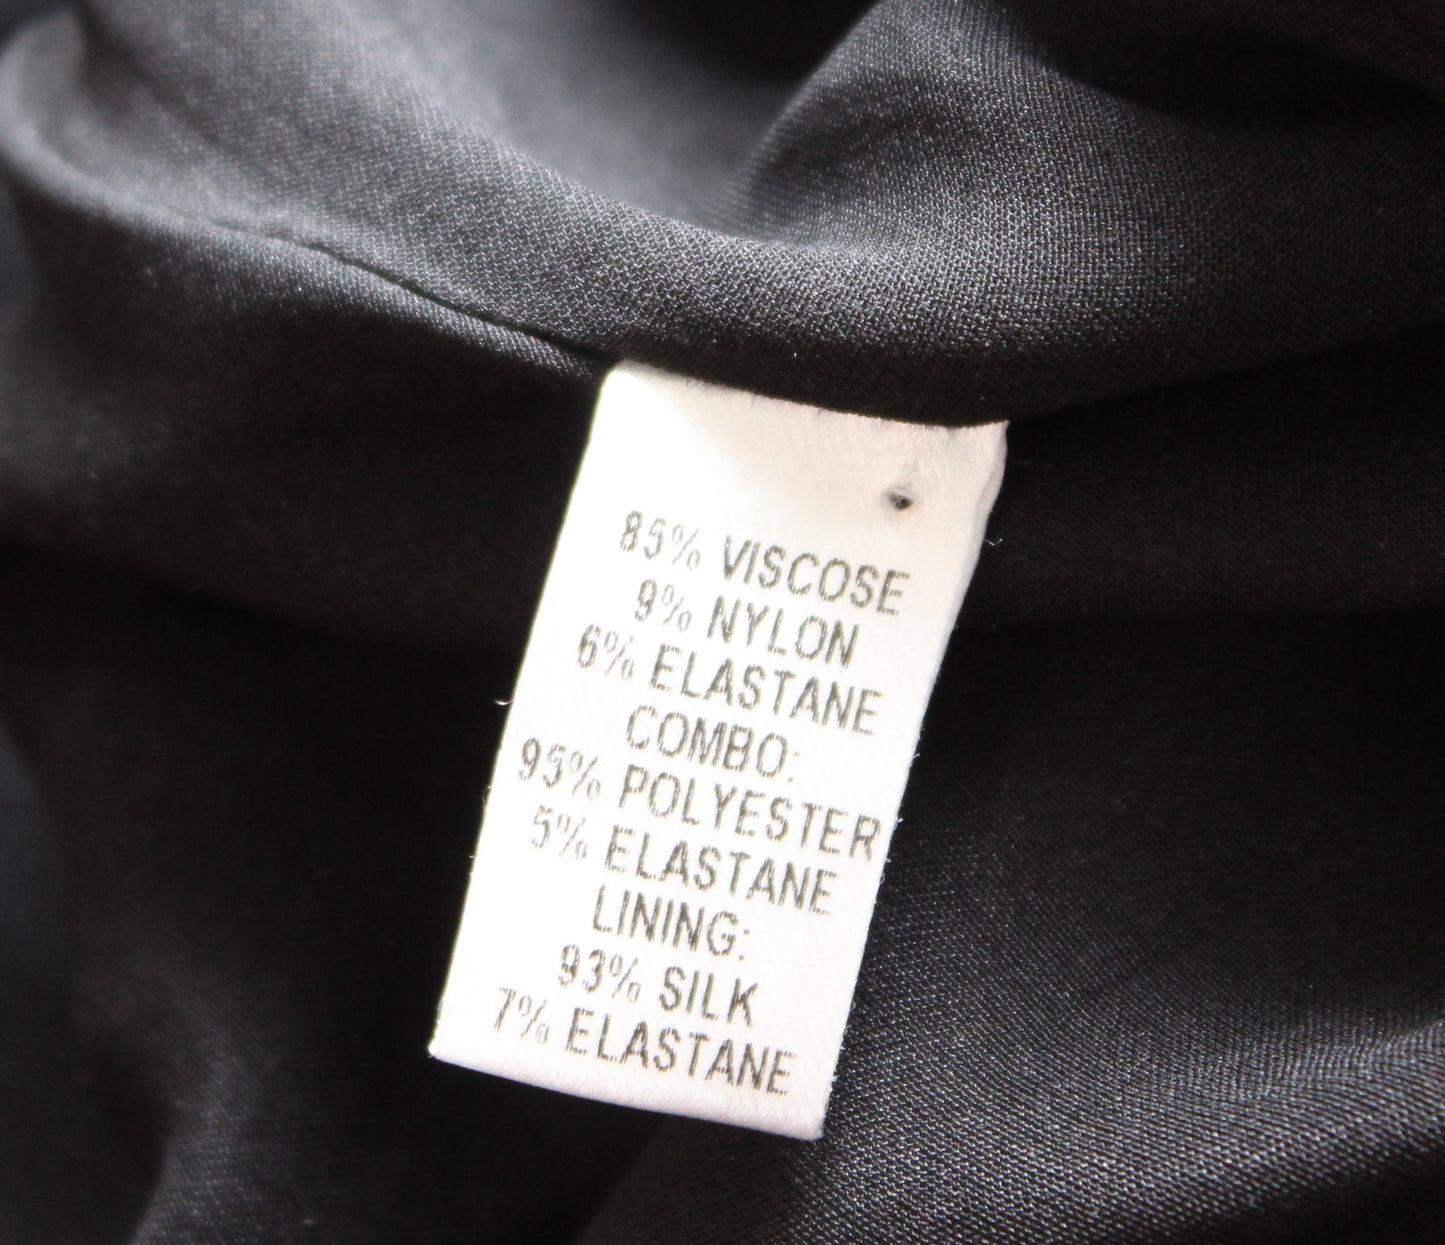 85% VISCOSE
9% NYLON
6% ELASTANE
COMBO:
95% POLYESTER
5% ELASTANE
LINING:
93% SILK
7% ELASTANE